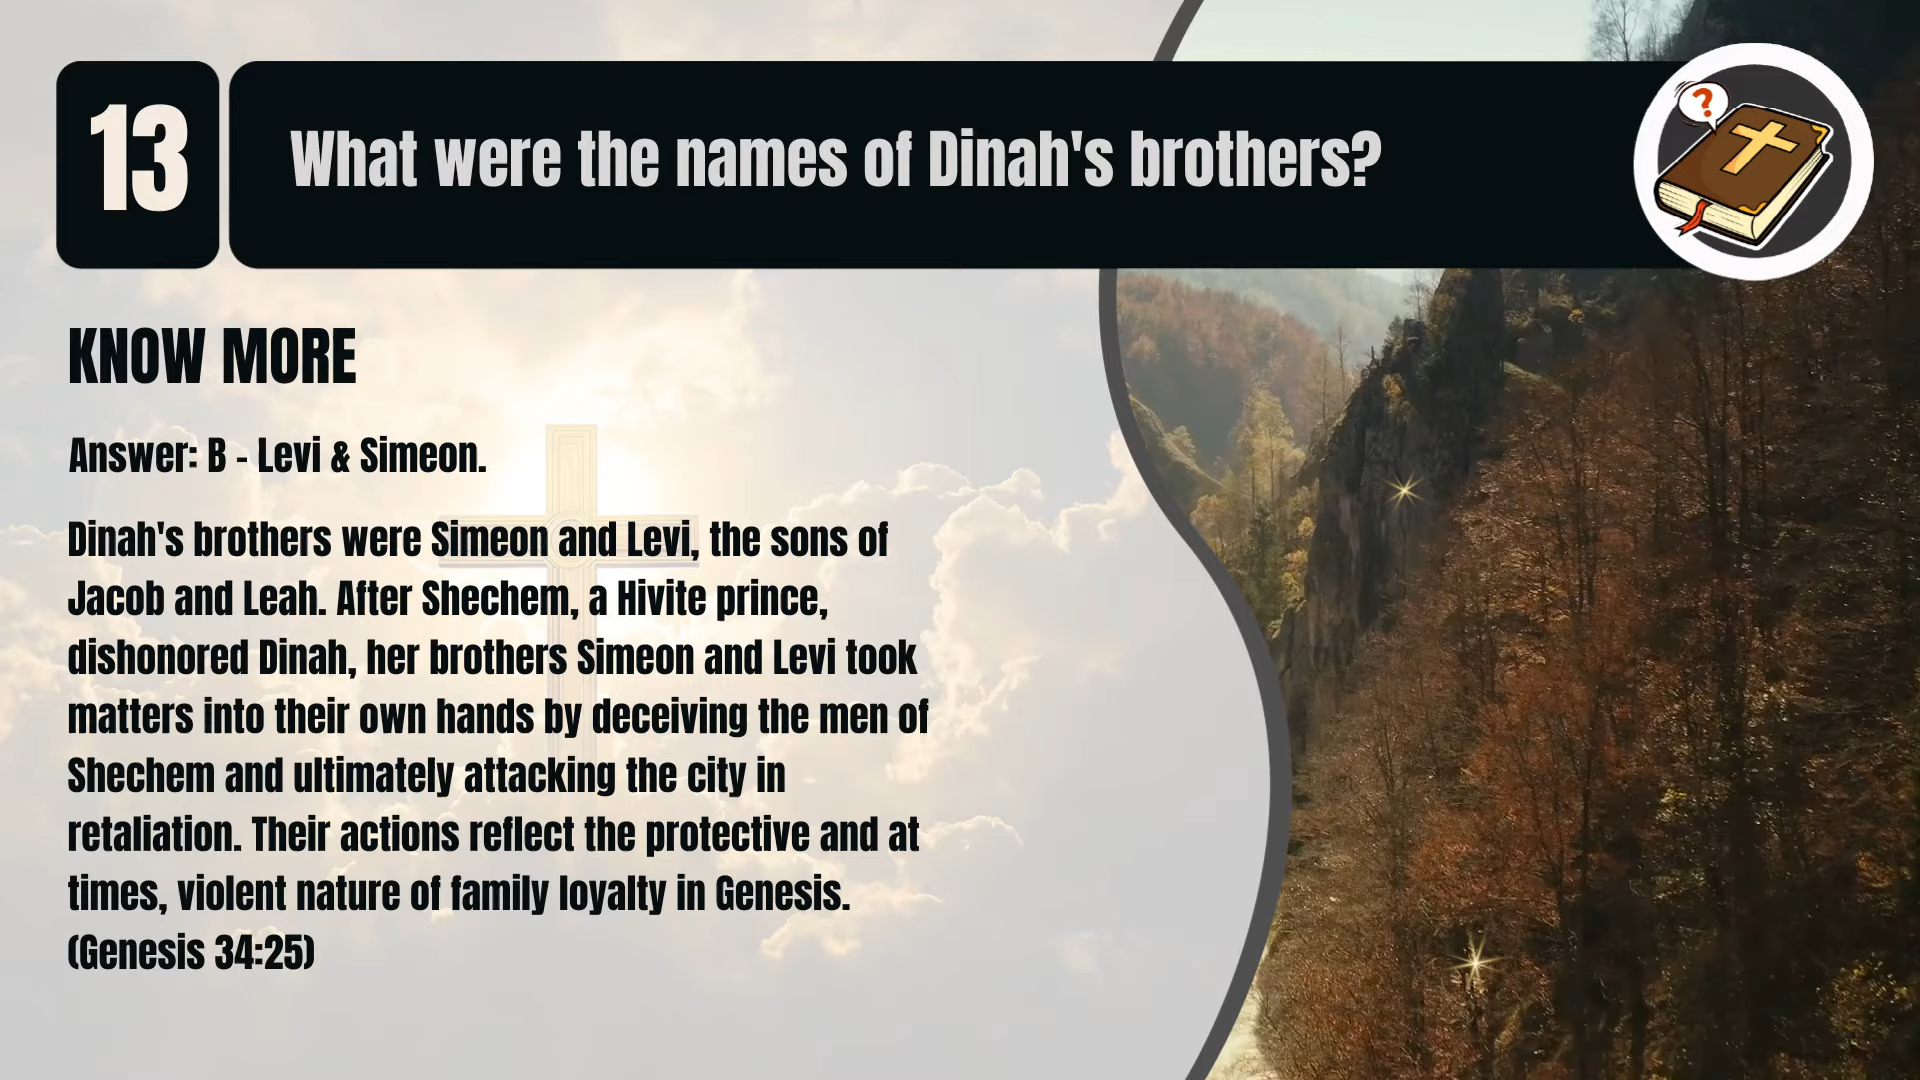 13
What were the names of Dinah's brothers?
?
KNOW MORE
Answer: B - Levi & Simeon.
Dinah's brothers were Simeon and Levi, the sons of
Jacob and Leah. After Shechem, a Hivite prince,
dishonored Dinah, her brothers Simeon and Levi took
matters into their own hands by deceiving the men of
Shechem and ultimately attacking the city in
retaliation. Their actions reflect the protective and at
times, violent nature of family loyalty in Genesis.
(Genesis 34:25)